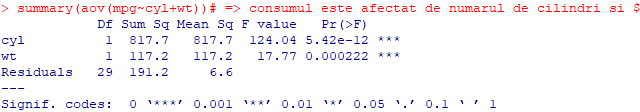 > summary(aov(mpg~cyl+wt))# => consumul este afectat de numarul de cilindri si $
Df Sum Sq Mean Sq F value Pr(>F)
cyl 1 817.7 817.7 124.04 5.42e-12 ***
wt 1 117.2 117.2 17.77 0.000222 ***
Residuals 29 191.2 6.6
---
Signif. codes: 0 ‘***’ 0.001 ‘**’ 0.01 ‘*’ 0.05 ‘.’ 0.1 ‘ ’ 1